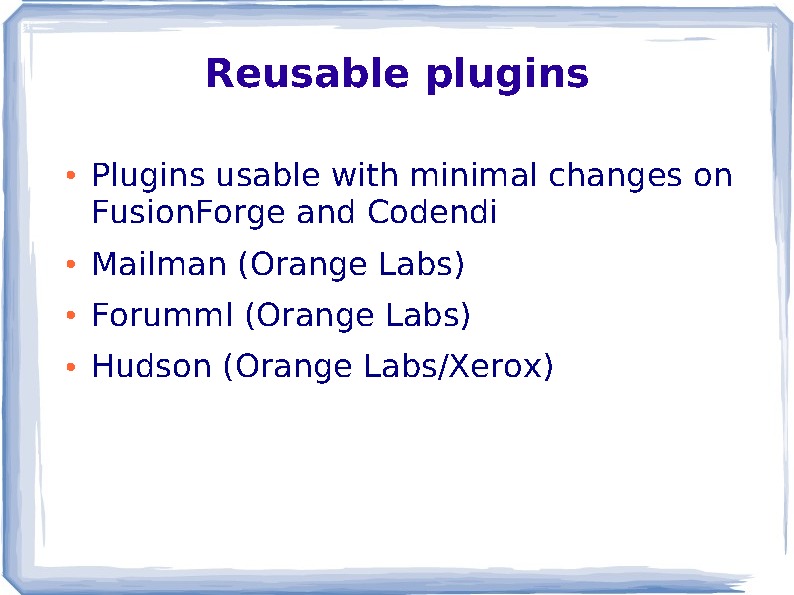 Reusable plugins
• Plugins usable with minimal changes on
FusionForge and Codendi
• Mailman (Orange Labs)
• Forumml (Orange Labs)
• Hudson (Orange Labs/Xerox)